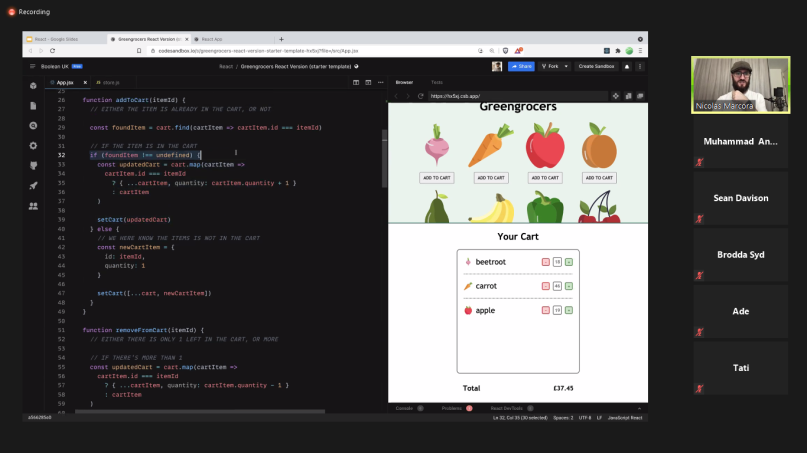 Recording
React - Google Slides
Greengrocers React Version (star
React App
codesandbox.io/s/greengrocers-react-version-starter-template-hx5xj?file=/src/App.jsx
Boolean UK
React / Greengrocers React Version (starter template)
Share
Fork
Create Sandbox
App.jsx
store.js
Browser
Tests
https://hx5xj.csb.app/
25
26 function addToCart(itemId) {
27 // EITHER THE ITEM IS ALREADY IN THE CART, OR NOT
28
29 const foundItem = cart.find(cartItem => cartItem.id === itemId)
30
31 // IF THE ITEM IS IN THE CART
32 if (foundItem !== undefined) {
33 const updatedCart = cart.map(cartItem =>
34 cartItem.id === itemId
35 ? { ...cartItem, quantity: cartItem.quantity + 1 }
36 : cartItem
37 )
38
39 setCart(updatedCart)
40 } else {
41 // WE HERE KNOW THE ITEMS IS NOT IN THE CART
42 const newCartItem = {
43 id: itemId,
44 quantity: 1
45 }
46
47 setCart([...cart, newCartItem])
48 }
49 }
50
51 function removeFromCart(itemId) {
52 // EITHER THERE IS ONLY 1 LEFT IN THE CART, OR MORE
53
54 // IF THERE'S MORE THAN 1
55 const updatedCart = cart.map(cartItem =>
56 cartItem.id === itemId
57 ? { ...cartItem, quantity: cartItem.quantity - 1 }
58 : cartItem
59 )
Greengrocers
ADD TO CART
ADD TO CART
ADD TO CART
ADD TO CART
Your Cart
beetroot - 18 +
carrot - 46 +
apple - 19 +
Total £37.45
Console 0
Problems
React DevTools 0
Ln 32, Col 35 (30 selected) Spaces: 2 UTF-8 LF JavaScript React
Nicolas Marcora
Muhammad An...
Sean Davison
Brodda Syd
Ade
Tati